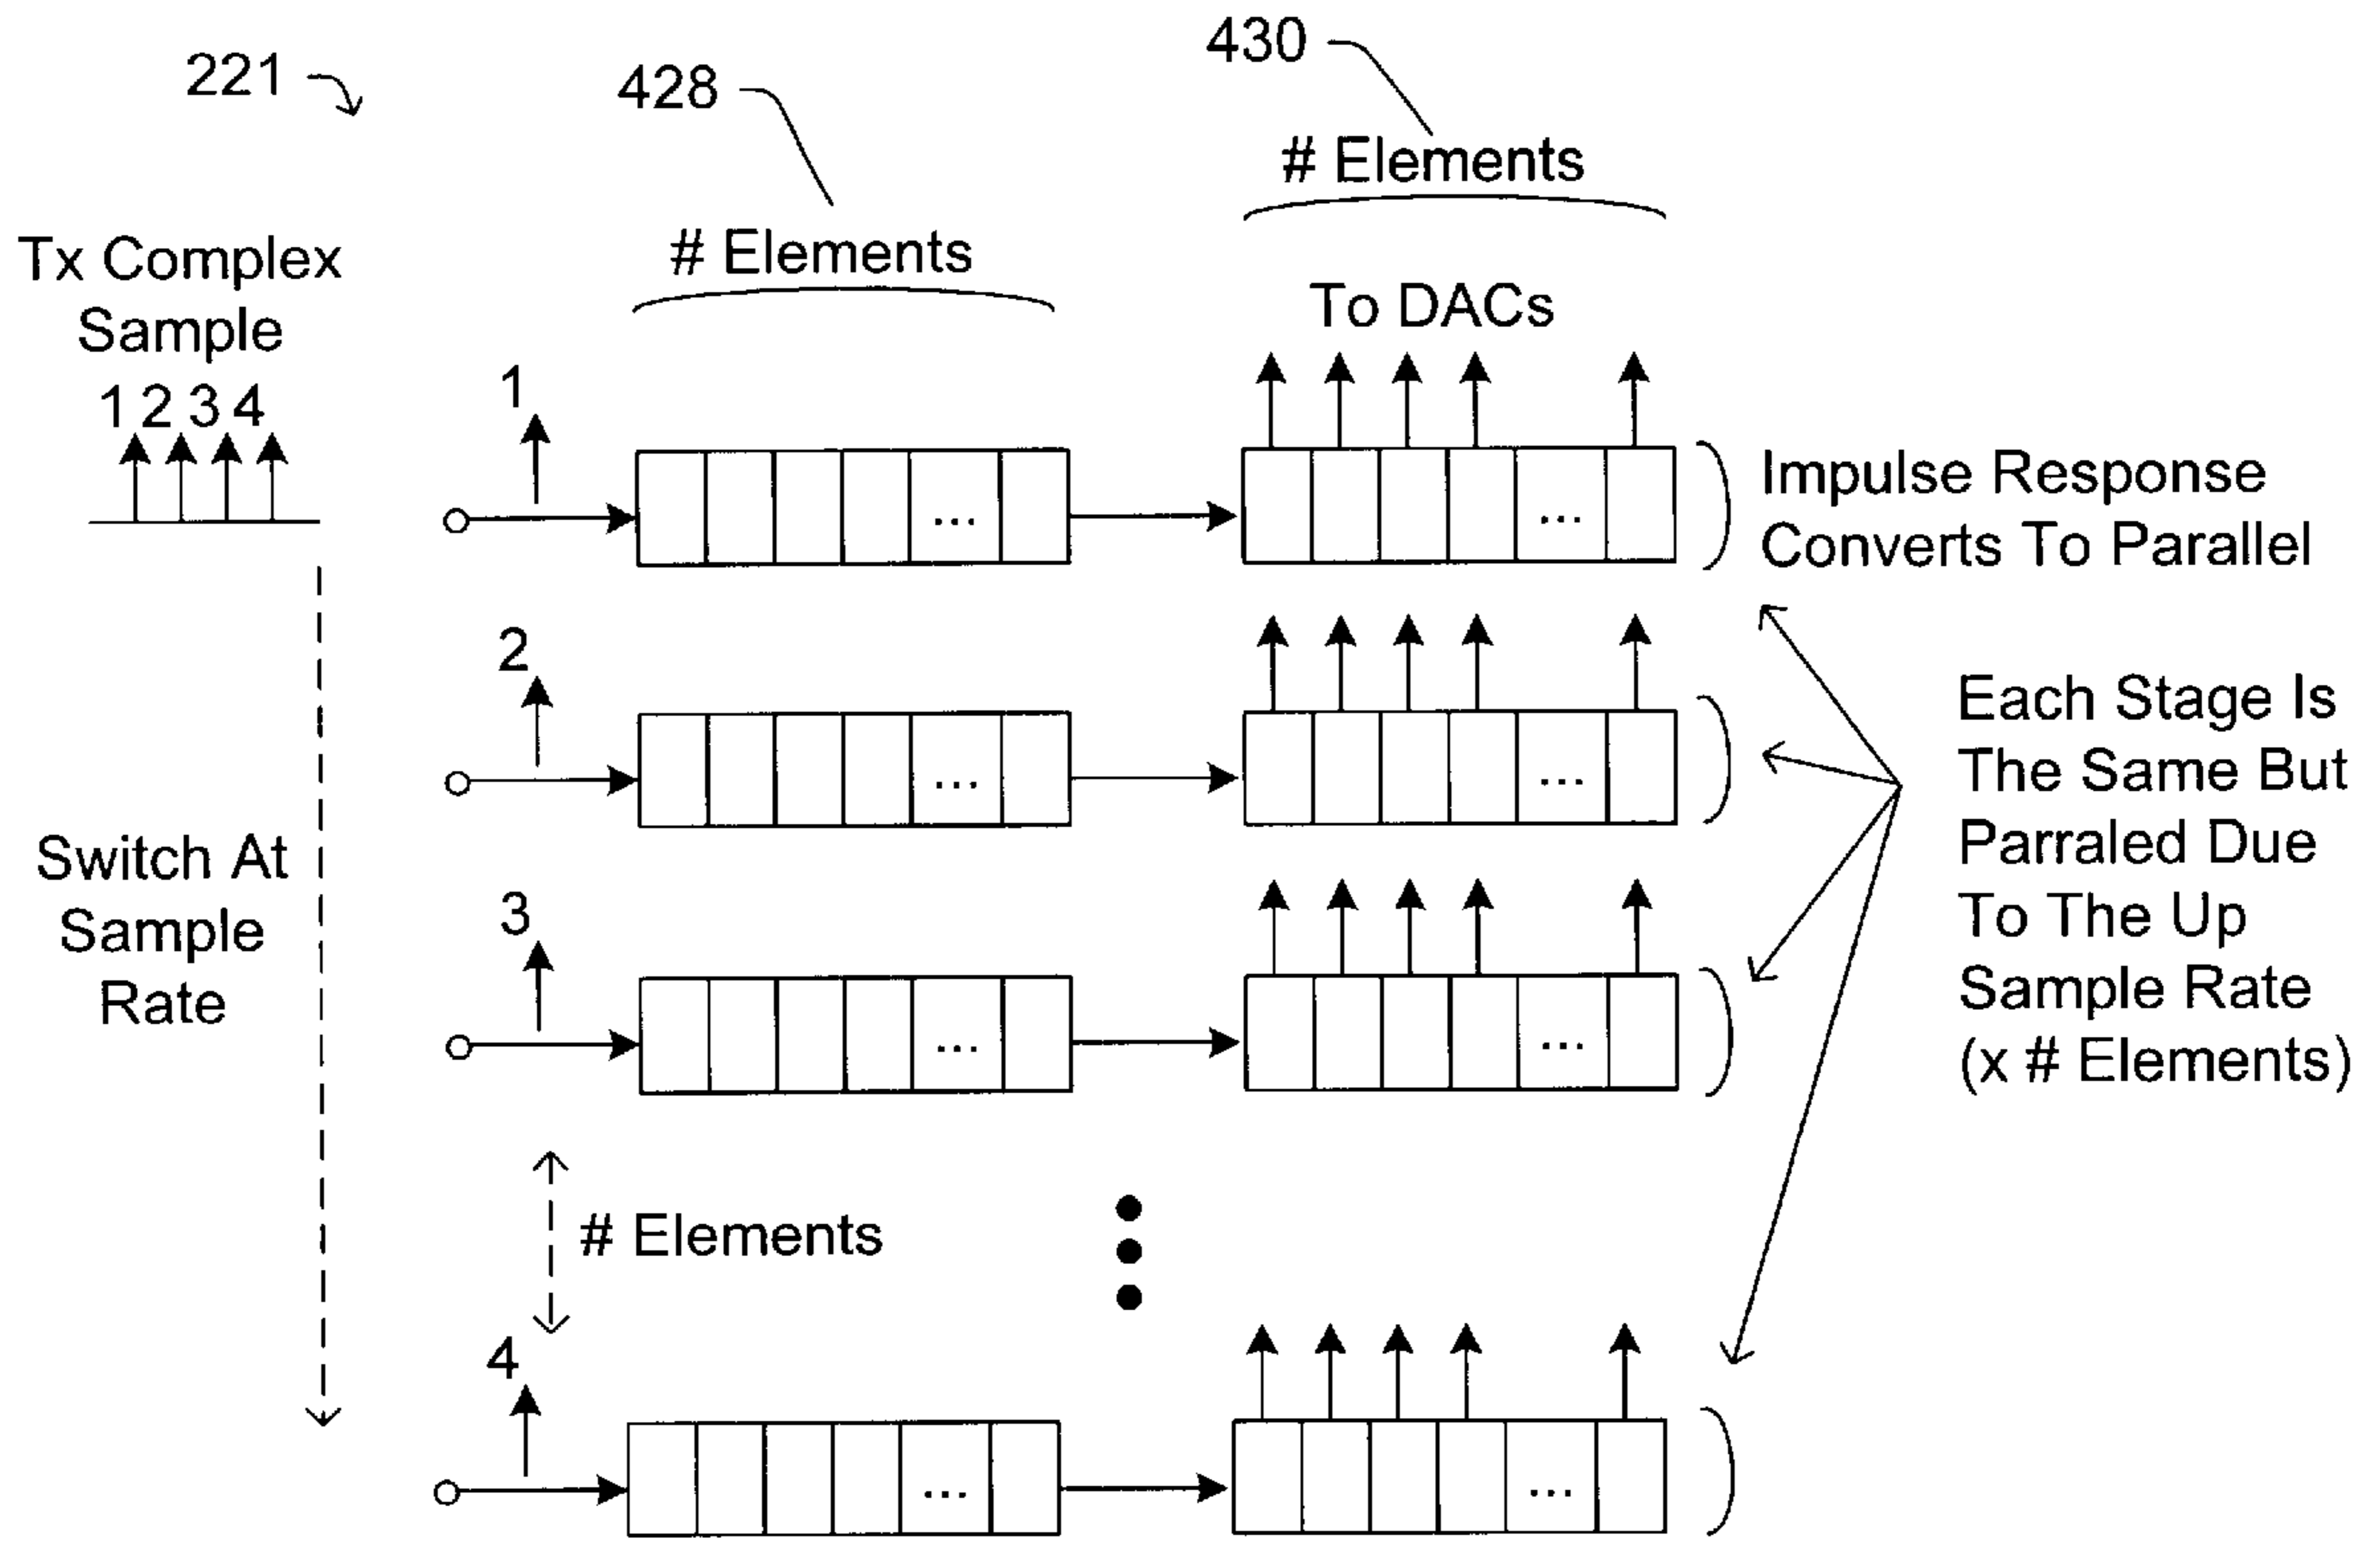 221
428
430
# Elements
# Elements
To DACs
Tx Complex
Sample
1 2 3 4
1
...
...
Impulse Response
Converts To Parallel
2
...
...
Each Stage Is
The Same But
Parraled Due
To The Up
Sample Rate
(x # Elements)
Switch At
Sample
Rate
3
...
...
# Elements
4
...
...